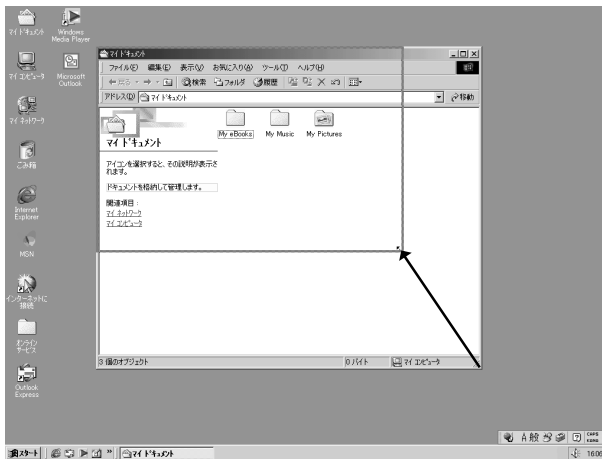 マイ ドキュメント
Windows
Media Player
マイ コンピュータ
Microsoft
Outlook
マイ ネットワーク
ごみ箱
Internet
Explorer
MSN
インターネットに
接続
オンライン
サービス
Outlook
Express
マイ ドキュメント
ファイル(F) 編集(E) 表示(V) お気に入り(A) ツール(T) ヘルプ(H)
戻る 検索 フォルダ 履歴
アドレス(D) マイ ドキュメント 移動
マイ ドキュメント
アイコンを選択すると、その説明が表示さ
れます。
ドキュメントを格納して管理します。
関連項目:
マイ ネットワーク
マイ コンピュータ
My eBooks My Music My Pictures
3 個のオブジェクト 0 バイト マイ コンピュータ
A 般 CAPS
KANA
スタート マイ ドキュメント 16:06